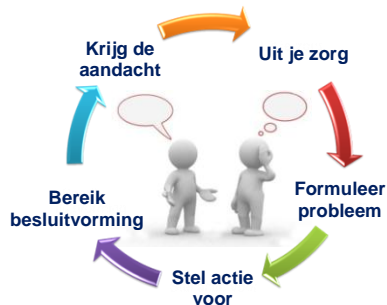 Krijg de
aandacht
Uit je zorg
Formuleer
probleem
Stel actie
voor
Bereik
besluitvorming